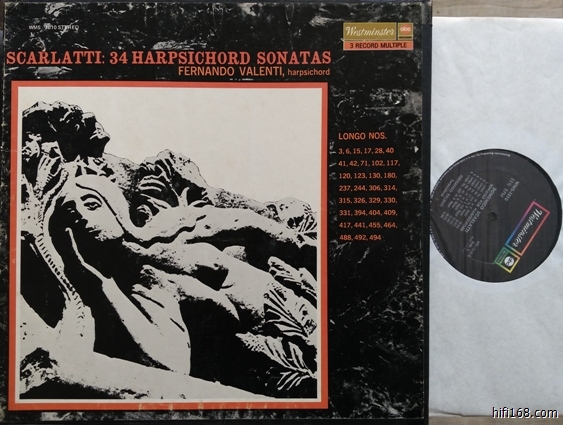 WMS 1010 STEREO
Westminster abc
3 RECORD MULTIPLE
SCARLATTI: 34 HARPSICHORD SONATAS
FERNANDO VALENTI, harpsichord
LONGO NOS.
3, 6, 15, 17, 28, 40
41, 42, 71, 102, 117,
120, 123, 130, 180,
237, 244, 306, 314,
315, 326, 329, 330,
331, 394, 404, 409,
417, 441, 455, 464,
488, 492, 494
Westminster
abc
hifi168.com